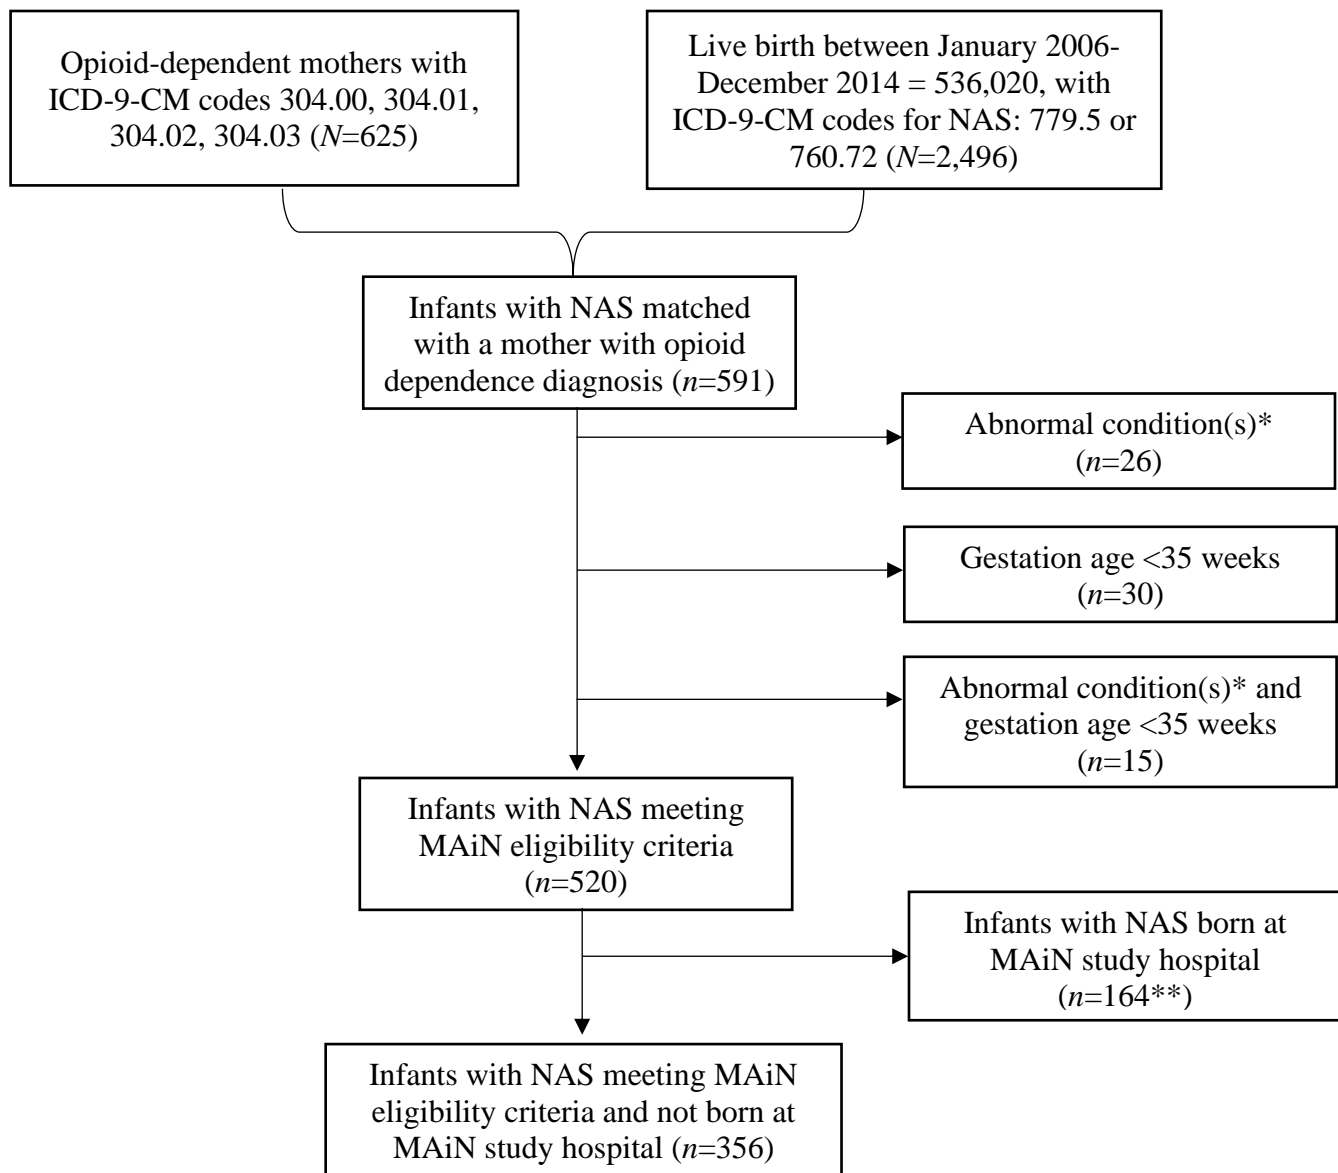 Opioid-dependent mothers with
ICD-9-CM codes 304.00, 304.01,
304.02, 304.03 (N=625)
Live birth between January 2006-
December 2014 = 536,020, with
ICD-9-CM codes for NAS: 779.5 or
760.72 (N=2,496)
Infants with NAS matched
with a mother with opioid
dependence diagnosis (n=591)
Abnormal condition(s)*
(n=26)
Gestation age <35 weeks
(n=30)
Abnormal condition(s)* and
gestation age <35 weeks
(n=15)
Infants with NAS meeting
MAiN eligibility criteria
(n=520)
Infants with NAS born at
MAiN study hospital
(n=164**)
Infants with NAS meeting MAiN
eligibility criteria and not born at
MAiN study hospital (n=356)